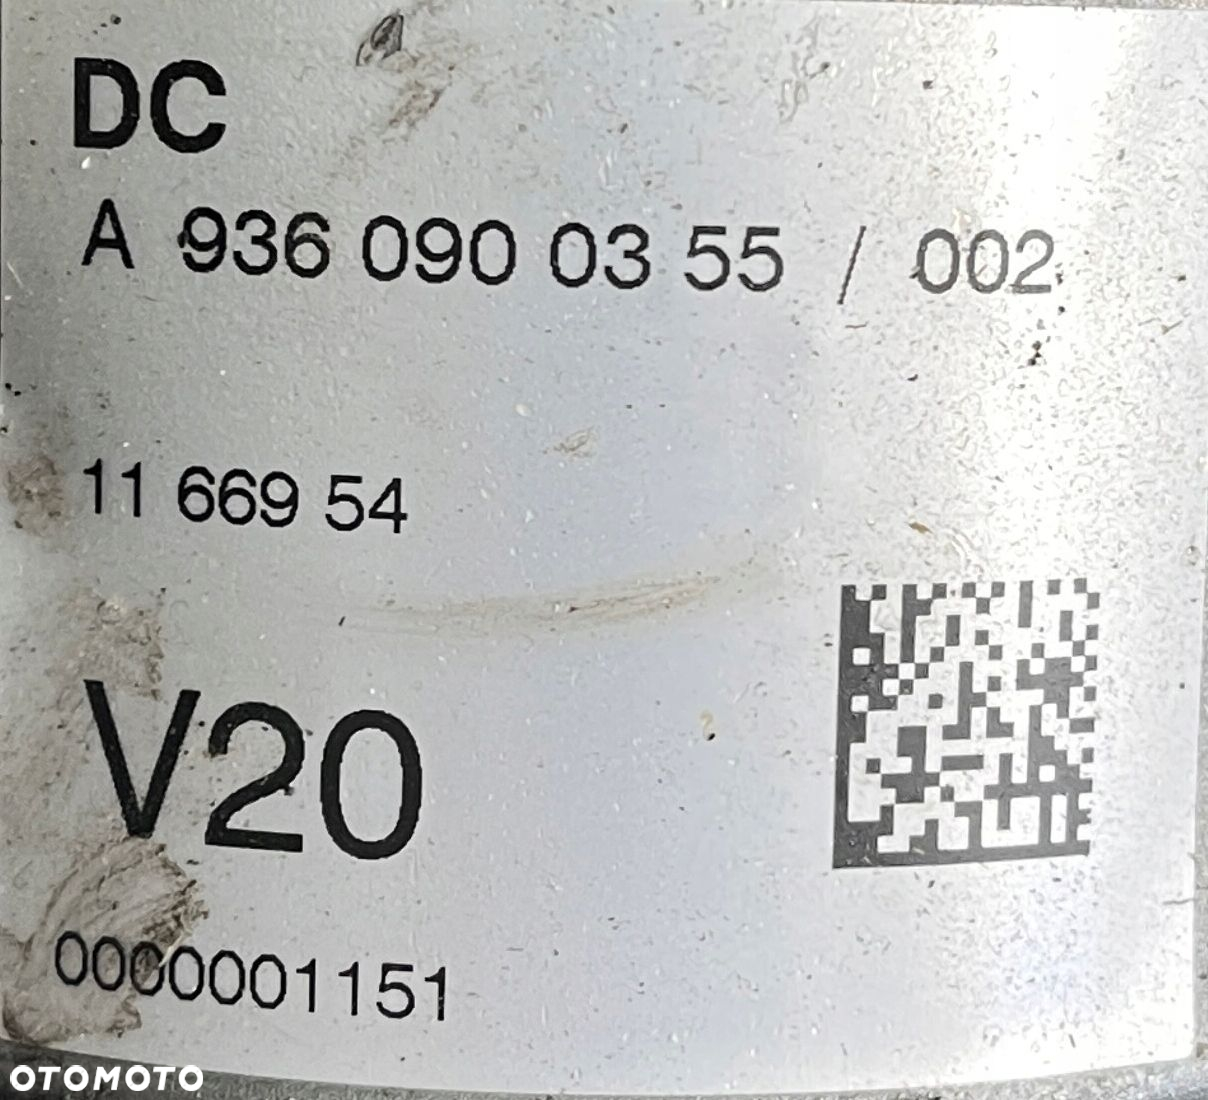 DC
A 936 090 03 55 / 002
11 669 54
V20
0000001151
OTOMOTO